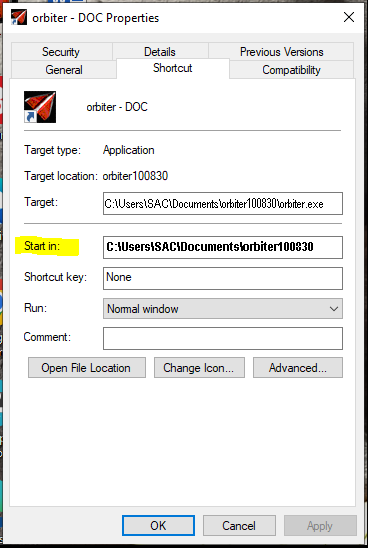 orbiter - DOC Properties
Security Details Previous Versions
General Shortcut Compatibility
orbiter - DOC
Target type: Application
Target location: orbiter100830
Target: C:\Users\SAC\Documents\orbiter100830\orbiter.exe
Start in: C:\Users\SAC\Documents\orbiter100830
Shortcut key: None
Run: Normal window
Comment:
Open File Location Change Icon... Advanced...
OK Cancel Apply